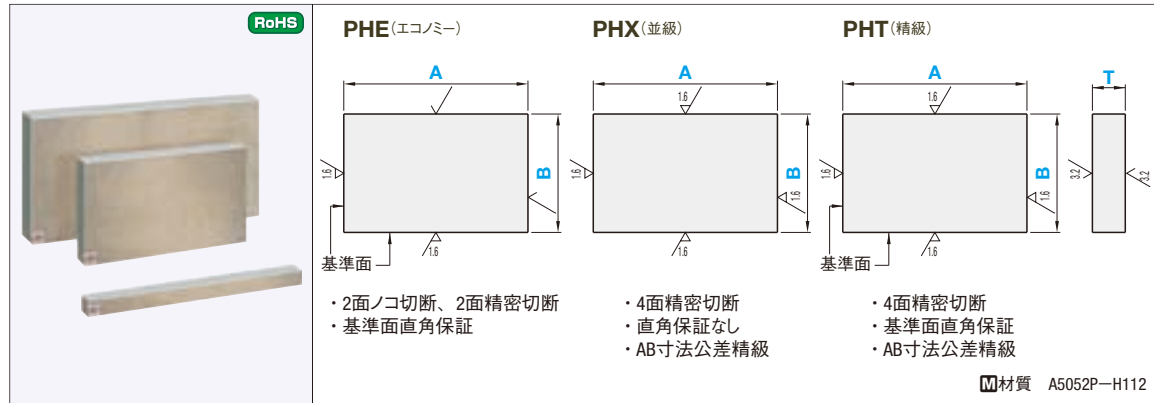 RoHS
PHE(エコノミー)
PHX(並級)
PHT(精級)
A
1.6
B
1.6
基準面
A
1.6
1.6
B
1.6
1.6
A
1.6
1.6
B
1.6
1.6
基準面
T
3.2
3.2
・2面ノコ切断、2面精密切断
・基準面直角保証
・4面精密切断
・直角保証なし
・AB寸法公差精級
・4面精密切断
・基準面直角保証
・AB寸法公差精級
M材質 A5052P−H112